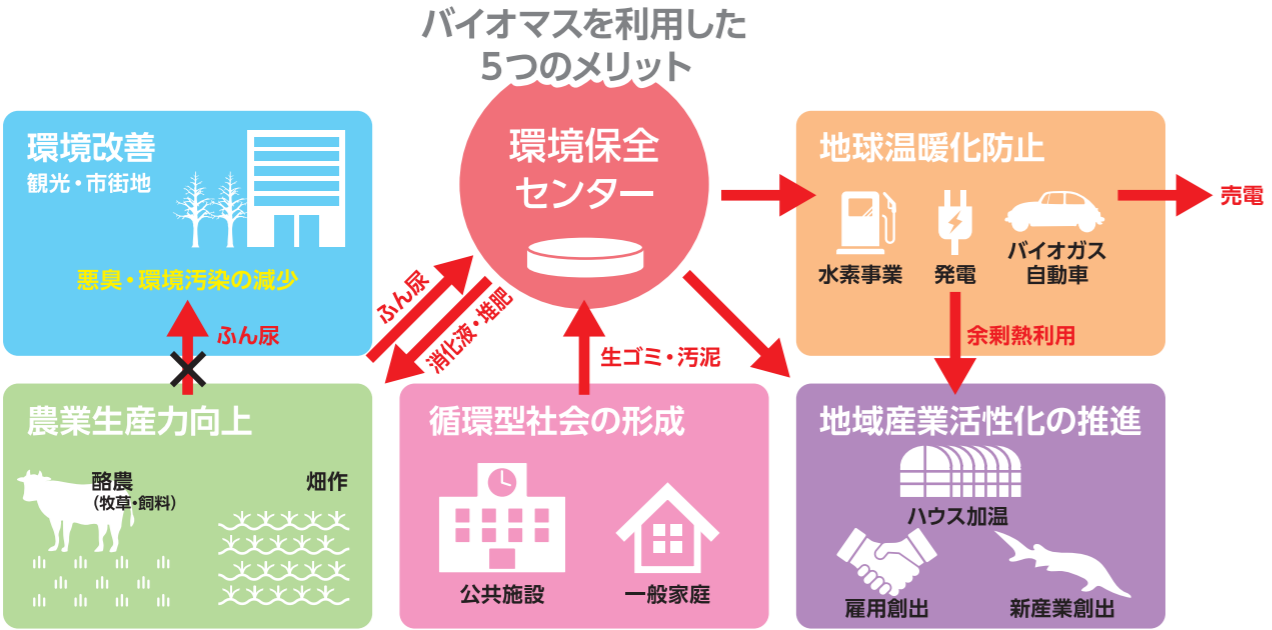 バイオマスを利用した
5つのメリット
環境保全
センター
環境改善
観光・市街地
悪臭・環境汚染の減少
ふん尿
ふん尿
消化液・堆肥
生ゴミ・汚泥
地球温暖化防止
水素事業
発電
バイオガス
自動車
売電
余剰熱利用
農業生産力向上
酪農
(牧草・飼料)
畑作
循環型社会の形成
公共施設
一般家庭
地域産業活性化の推進
ハウス加温
雇用創出
新産業創出